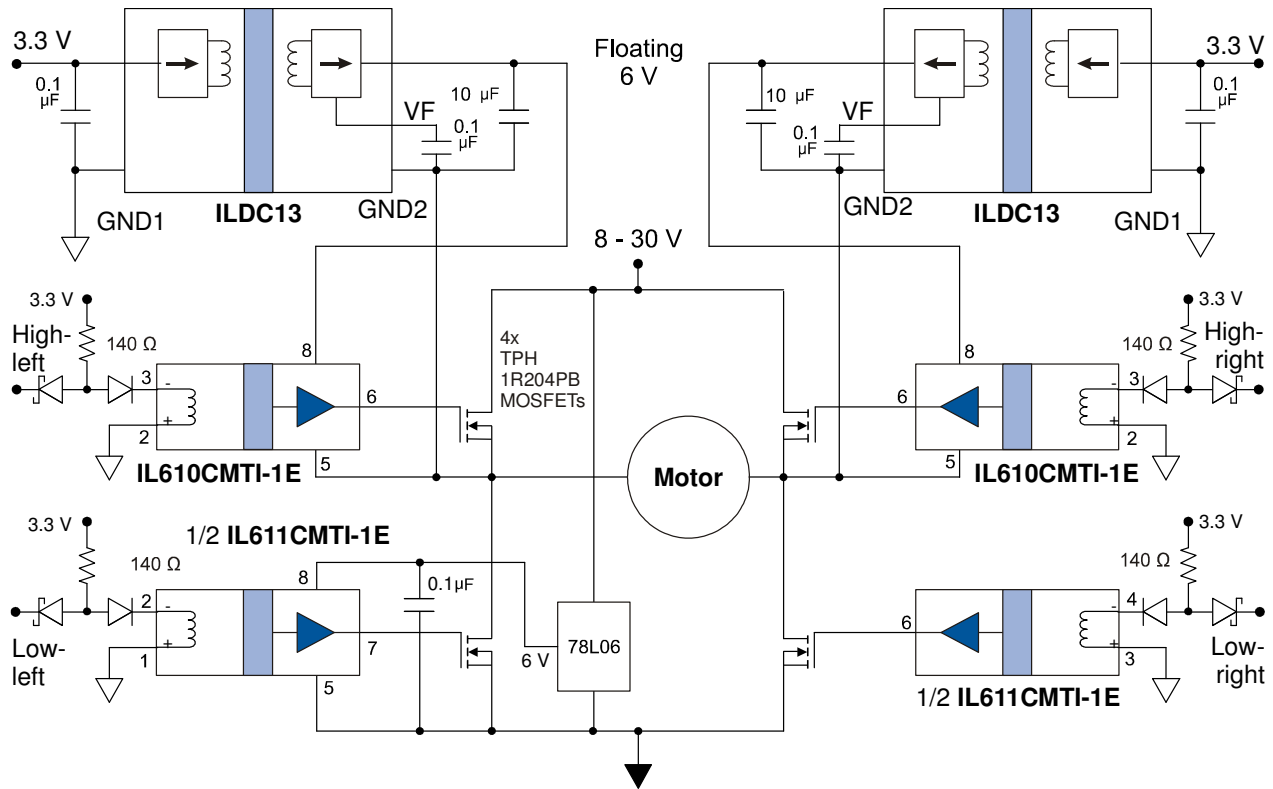 3.3 V
0.1
µF
10 µF
VF
0.1
µF
GND1
ILDC13
GND2
Floating
6 V
10 µF
VF
0.1
µF
3.3 V
0.1
µF
GND2
ILDC13
GND1
8 - 30 V
3.3 V
High-
left
140 Ω
8
3
-
+
2
6
5
IL610CMTI-1E
4x
TPH
1R204PB
MOSFETs
Motor
3.3 V
High-
right
140 Ω
8
3
-
+
2
6
5
IL610CMTI-1E
3.3 V
140 Ω
1/2 IL611CMTI-1E
8
0.1µF
2
-
+
1
7
5
Low-
left
6 V
78L06
3.3 V
140 Ω
6
4
-
+
3
Low-
right
1/2 IL611CMTI-1E